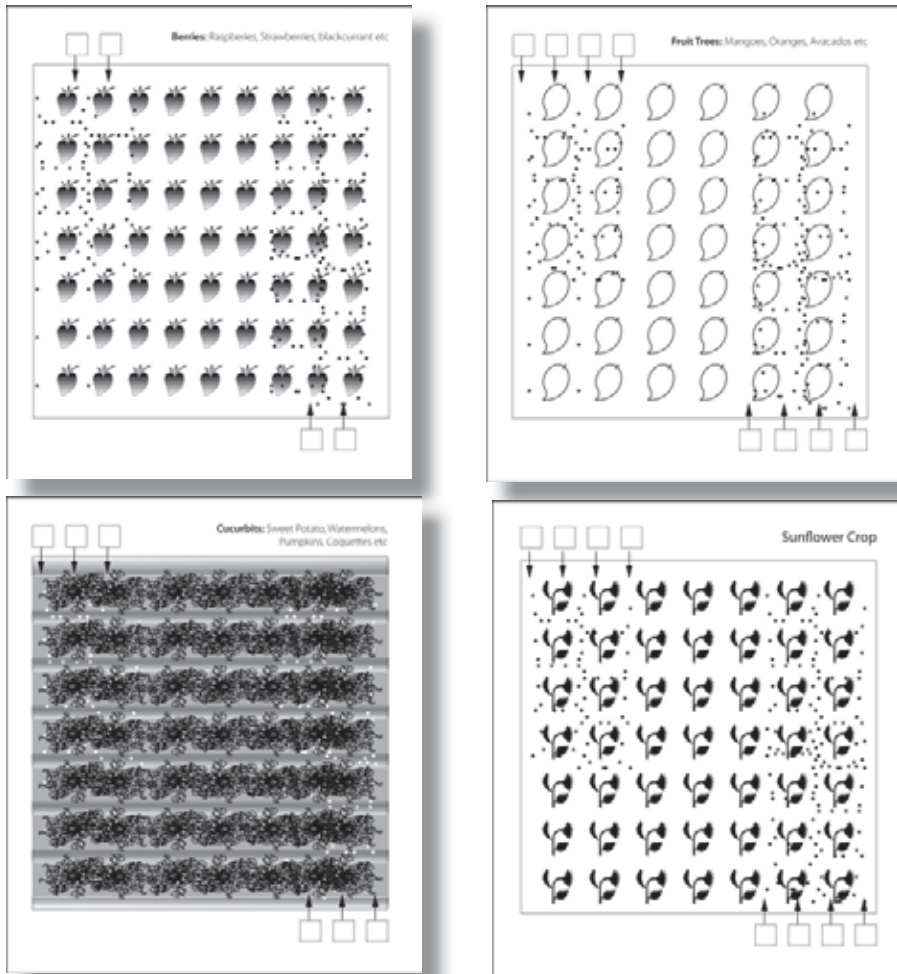 Berries: Raspberies, Strawberries, blackcurrant etc
Fruit Trees: Mangoes, Oranges, Avacados etc
Cucurbits: Sweet Potato, Watermelons,
Pumpkins, Coquettes etc
Sunflower Crop